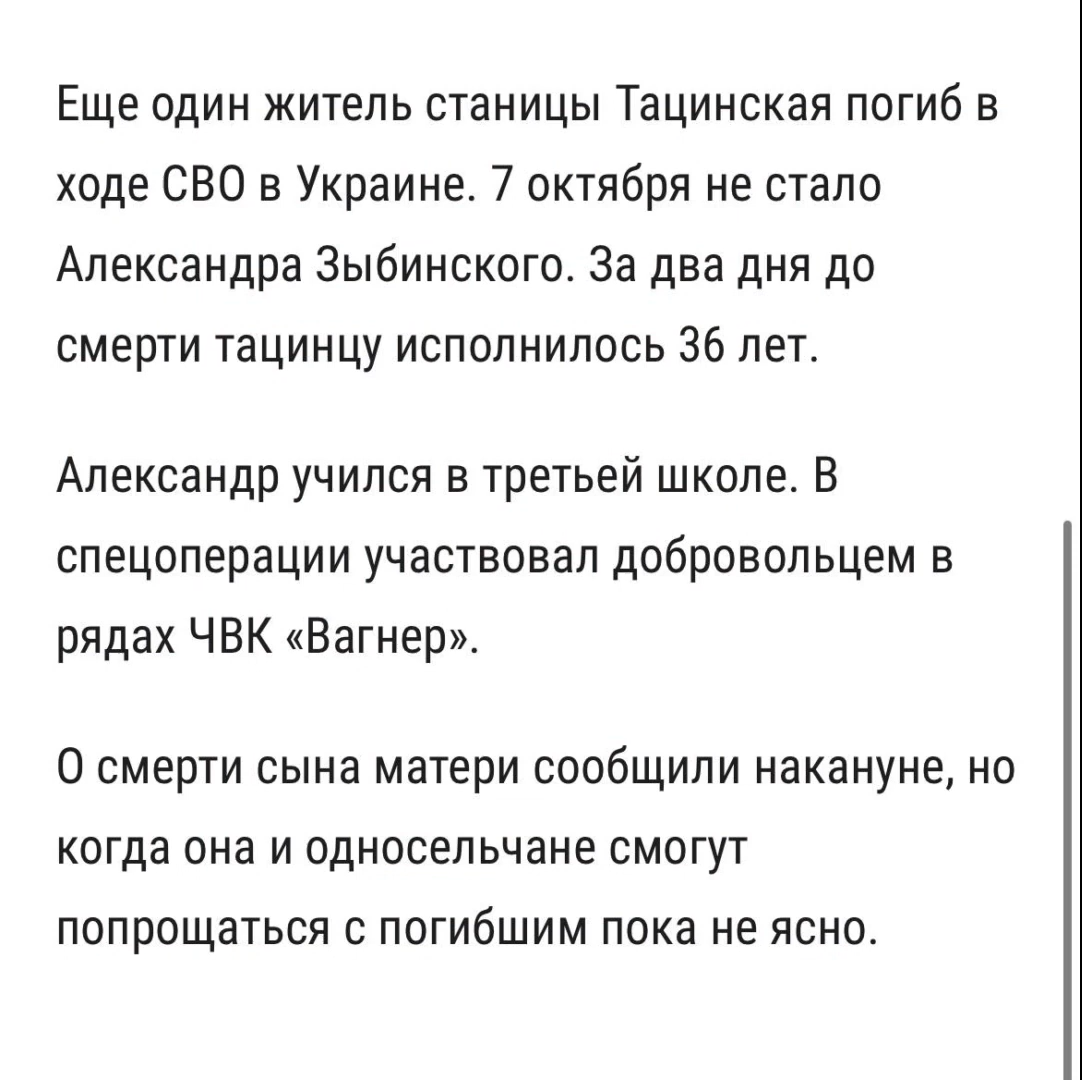 Еще один житель станицы Тацинская погиб в
ходе СВО в Украине. 7 октября не стало
Александра Зыбинского. За два дня до
смерти тацинцу исполнилось 36 лет.
Александр учился в третьей школе. В
спецоперации участвовал добровольцем в
рядах ЧВК «Вагнер».
О смерти сына матери сообщили накануне, но
когда она и односельчане смогут
попрощаться с погибшим пока не ясно.